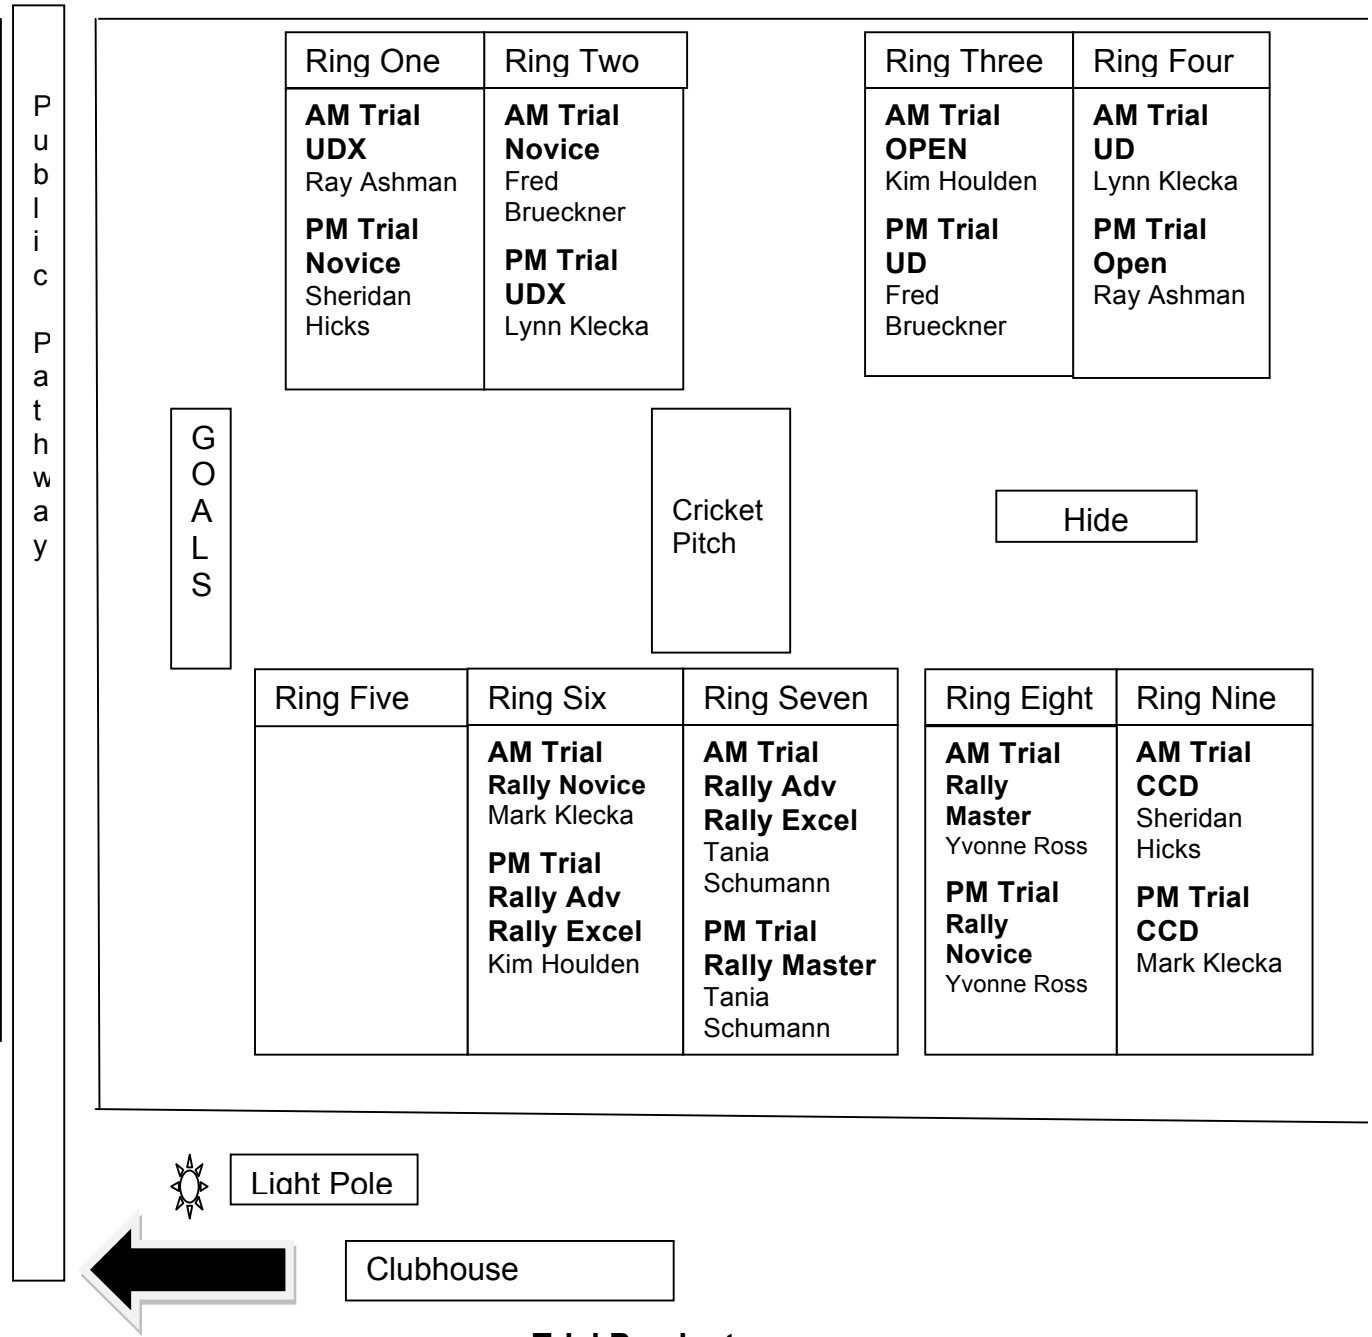 Public Pathway
Ring One
AM Trial
UDX
Ray Ashman
PM Trial
Novice
Sheridan
Hicks
Ring Two
AM Trial
Novice
Fred
Brueckner
PM Trial
UDX
Lynn Klecka
Ring Three
AM Trial
OPEN
Kim Houlden
PM Trial
UD
Fred
Brueckner
Ring Four
AM Trial
UD
Lynn Klecka
PM Trial
Open
Ray Ashman
GOALS
Cricket
Pitch
Hide
Ring Five
Ring Six
AM Trial
Rally Novice
Mark Klecka
PM Trial
Rally Adv
Rally Excel
Kim Houlden
Ring Seven
AM Trial
Rally Adv
Rally Excel
Tania
Schumann
PM Trial
Rally Master
Tania
Schumann
Ring Eight
AM Trial
Rally
Master
Yvonne Ross
PM Trial
Rally
Novice
Yvonne Ross
Ring Nine
AM Trial
CCD
Sheridan
Hicks
PM Trial
CCD
Mark Klecka
Light Pole
Clubhouse
Trial